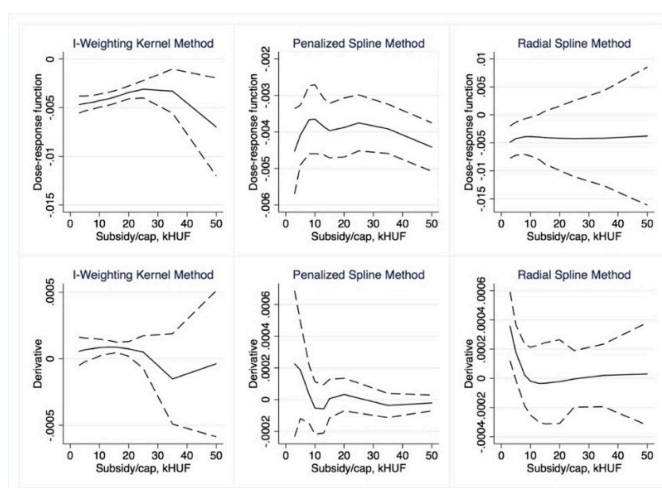 I-Weighting Kernel Method
Penalized Spline Method
Radial Spline Method
Dose-response function
0
-.005
-.01
-.015
0 10 20 30 40 50
Subsidy/cap, kHUF
Dose-response function
-.002
-.003
-.004
-.005
-.006
0 10 20 30 40 50
Subsidy/cap, kHUF
Dose-response function
.01
.005
0
-.005
-.01
-.015
0 10 20 30 40 50
Subsidy/cap, kHUF
I-Weighting Kernel Method
Penalized Spline Method
Radial Spline Method
Derivative
.0005
0
-.0005
0 10 20 30 40 50
Subsidy/cap, kHUF
Derivative
.0006
.0004
.0002
0
-.0002
0 10 20 30 40 50
Subsidy/cap, kHUF
Derivative
.0006
.0004
.0002
0
-.0002
-.0004
0 10 20 30 40 50
Subsidy/cap, kHUF